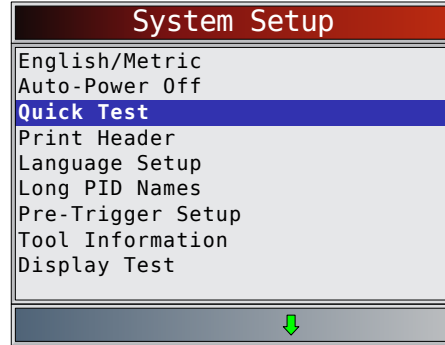 System Setup
English/Metric
Auto-Power Off
Quick Test
Print Header
Language Setup
Long PID Names
Pre-Trigger Setup
Tool Information
Display Test